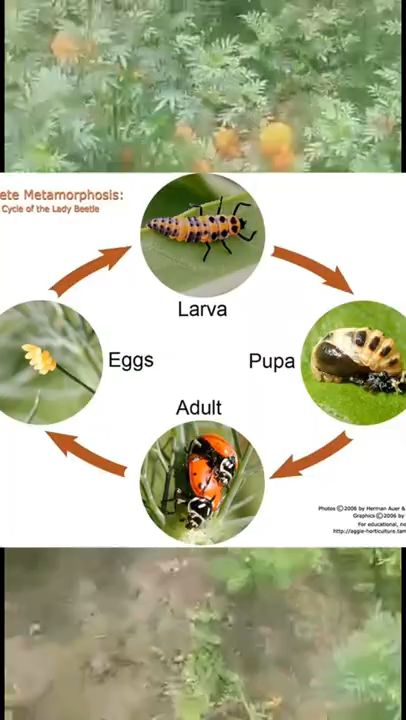 ete Metamorphosis:
Cycle of the Lady Beetle
Larva
Eggs
Pupa
Adult
Photos ©2006 by Herman Auer &
Graphics ©2006 by
For educational, no
http://aggie-horticulture.tam